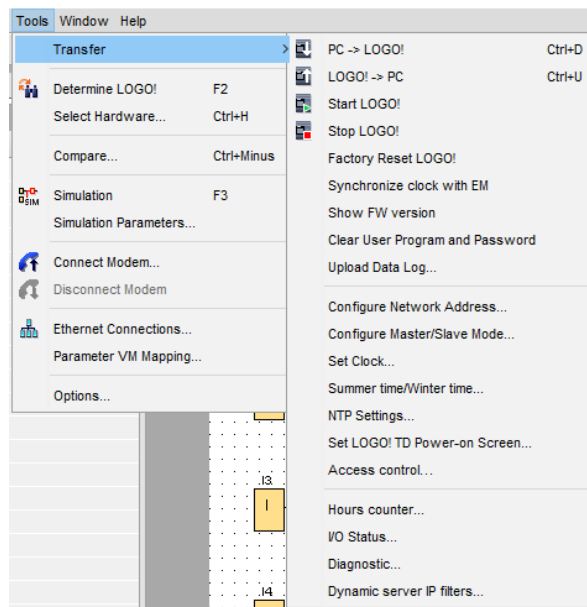 Tools Window Help
Transfer
Determine LOGO! F2
Select Hardware... Ctrl+H
Compare... Ctrl+Minus
Simulation F3
Simulation Parameters...
Connect Modem...
Disconnect Modem
Ethernet Connections...
Parameter VM Mapping...
Options...
PC -> LOGO! Ctrl+D
LOGO! -> PC Ctrl+U
Start LOGO!
Stop LOGO!
Factory Reset LOGO!
Synchronize clock with EM
Show FW version
Clear User Program and Password
Upload Data Log...
Configure Network Address...
Configure Master/Slave Mode...
Set Clock...
Summer time/Winter time...
NTP Settings...
Set LOGO! TD Power-on Screen...
Access control...
Hours counter...
I/O Status...
Diagnostic...
Dynamic server IP filters...
SIM
I3
I
I4